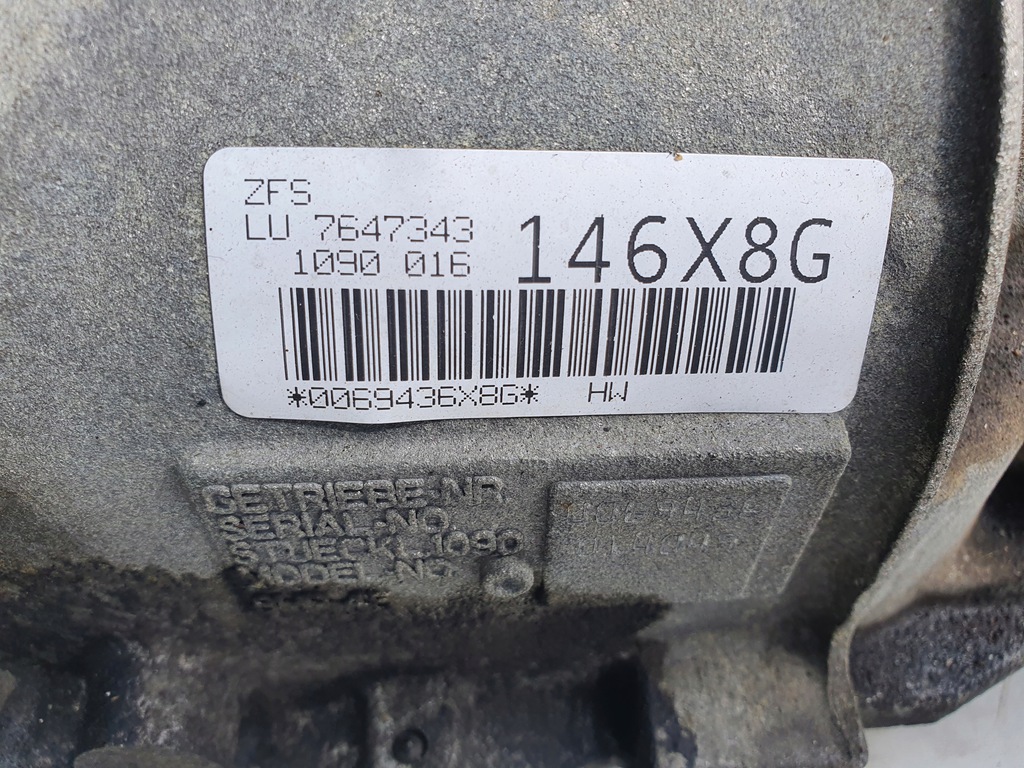 ZFS
LU 7647343
1090 016
146X8G
*0069436X8G* HW
GETRIEBE-NR.
SERIAL-NO.
STUECKL. 1090
MODEL-NO.